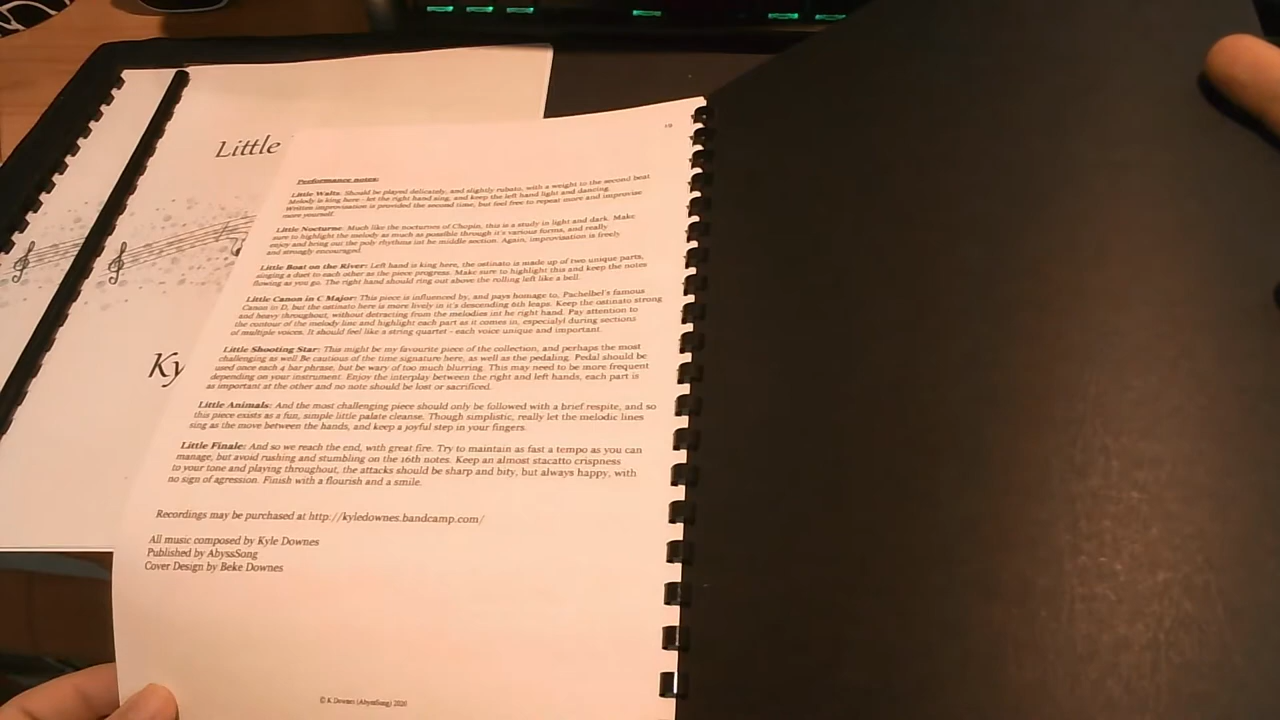 Little
Ky
19
Performance notes:
Little Waltz: Should be played delicately, and slightly rubato, with a weight to the second beat
Melody is king here - let the right hand sing, and keep the left hand light and dancing.
Written improvisation is provided the second time, but feel free to repeat more and improvise
more yourself.
Little Nocturne: Much like the nocturnes of Chopin, this is a study in light and dark. Make
sure to highlight the melody as much as possible through it's various forms, and really
enjoy and bring out the poly rhythms int he middle section. Again, improvisation is freely
and strongly encouraged.
Little Boat on the River: Left hand is king here, the ostinato is made up of two unique parts,
singing a duet to each other as the piece progress. Make sure to highlight this and keep the notes
flowing as you go. The right hand should ring out above the rolling left like a bell.
Little Canon in C Major: This piece is influenced by, and pays homage to, Pachelbel's famous
Canon in D, but the ostinato here is more lively in it's descending 6th leaps. Keep the ostinato strong
and heavy throughout, without detracting from the melodies int he right hand. Pay attention to
the contour of the melody line and highlight each part as it comes in, especialyl during sections
of multiple voices. It should feel like a string quartet - each voice unique and important.
Little Shooting Star: This might be my favourite piece of the collection, and perhaps the most
challenging as well Be cautious of the time signature here, as well as the pedaling. Pedal should be
used once each 4 bar phrase, but be wary of too much blurring. This may need to be more frequent
depending on your instrument. Enjoy the interplay between the right and left hands, each part is
as important at the other and no note should be lost or sacrificed.
Little Animals: And the most challenging piece should only be followed with a brief respite, and so
this piece exists as a fun, simple little palate cleanse. Though simplistic, really let the melodic lines
sing as the move between the hands, and keep a joyful step in your fingers.
Little Finale: And so we reach the end, with great fire. Try to maintain as fast a tempo as you can
manage, but avoid rushing and stumbling on the 16th notes. Keep an almost stacatto crispness
to your tone and playing throughout, the attacks should be sharp and bity, but always happy, with
no sign of agression. Finish with a flourish and a smile.
Recordings may be purchased at http://kyledownes.bandcamp.com/
All music composed by Kyle Downes
Published by AbyssSong
Cover Design by Beke Downes
© K Downes (AbyssSong) 2020